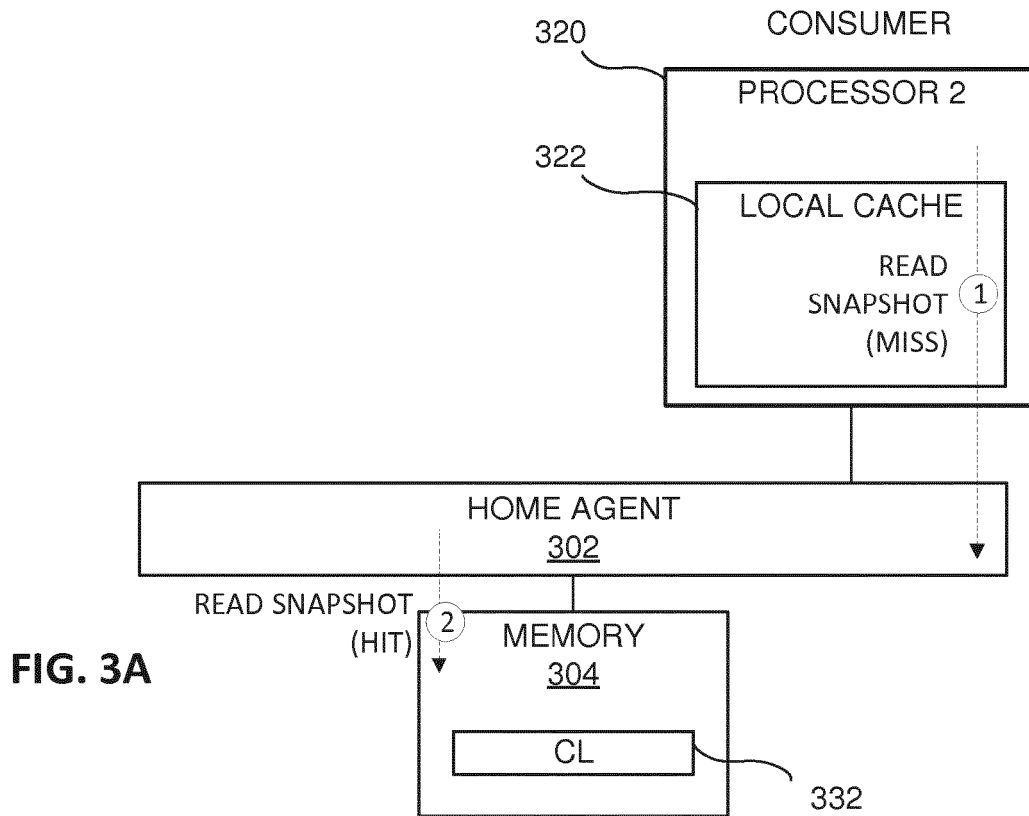 CONSUMER
320
PROCESSOR 2
322
LOCAL CACHE
READ
SNAPSHOT
(MISS)
1
HOME AGENT
302
READ SNAPSHOT
(HIT)
2
MEMORY
304
FIG. 3A
CL
332